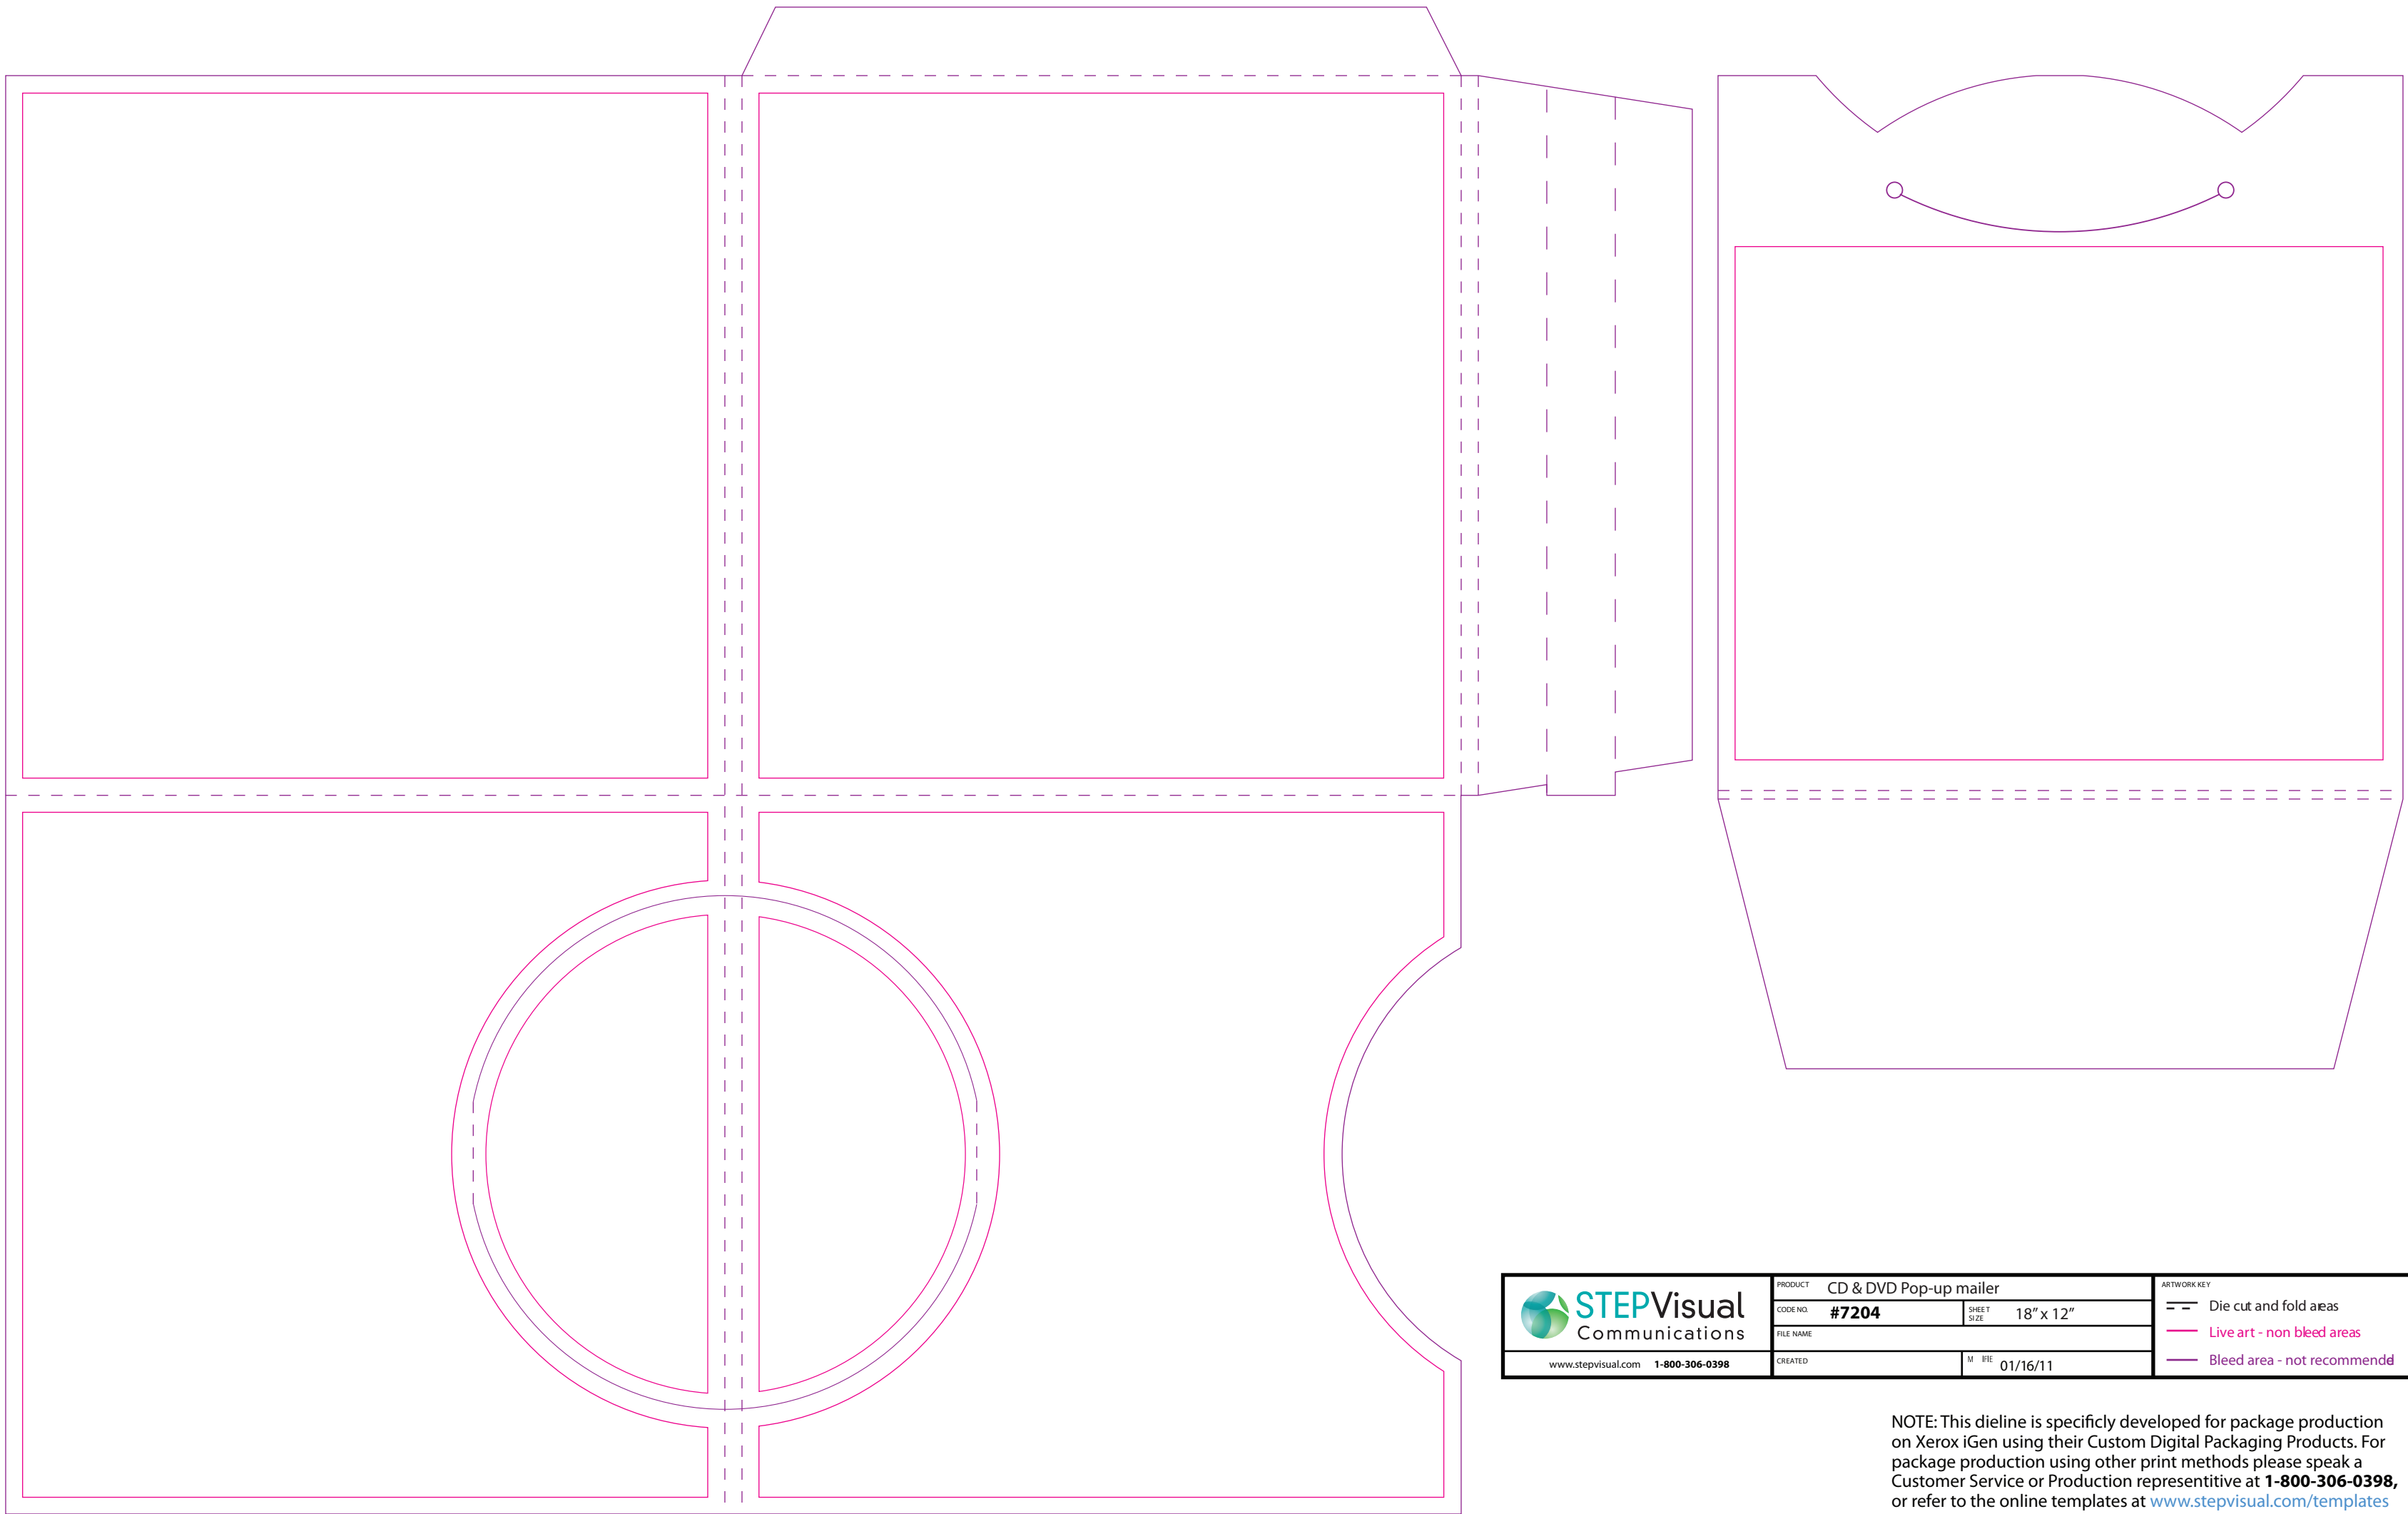 STEPVisual
Communications
www.stepvisual.com 1-800-306-0398
PRODUCT CD & DVD Pop-up mailer
CODE NO. #7204
SHEET SIZE 18” x 12”
FILE NAME
CREATED
01/16/11
ARTWORK KEY
Die cut and fold areas
Live art - non bleed areas
Bleed area - not recommended
NOTE: This dieline is specificly developed for package production
on Xerox iGen using their Custom Digital Packaging Products. For
package production using other print methods please speak a
Customer Service or Production representitive at 1-800-306-0398,
or refer to the online templates at www.stepvisual.com/templates